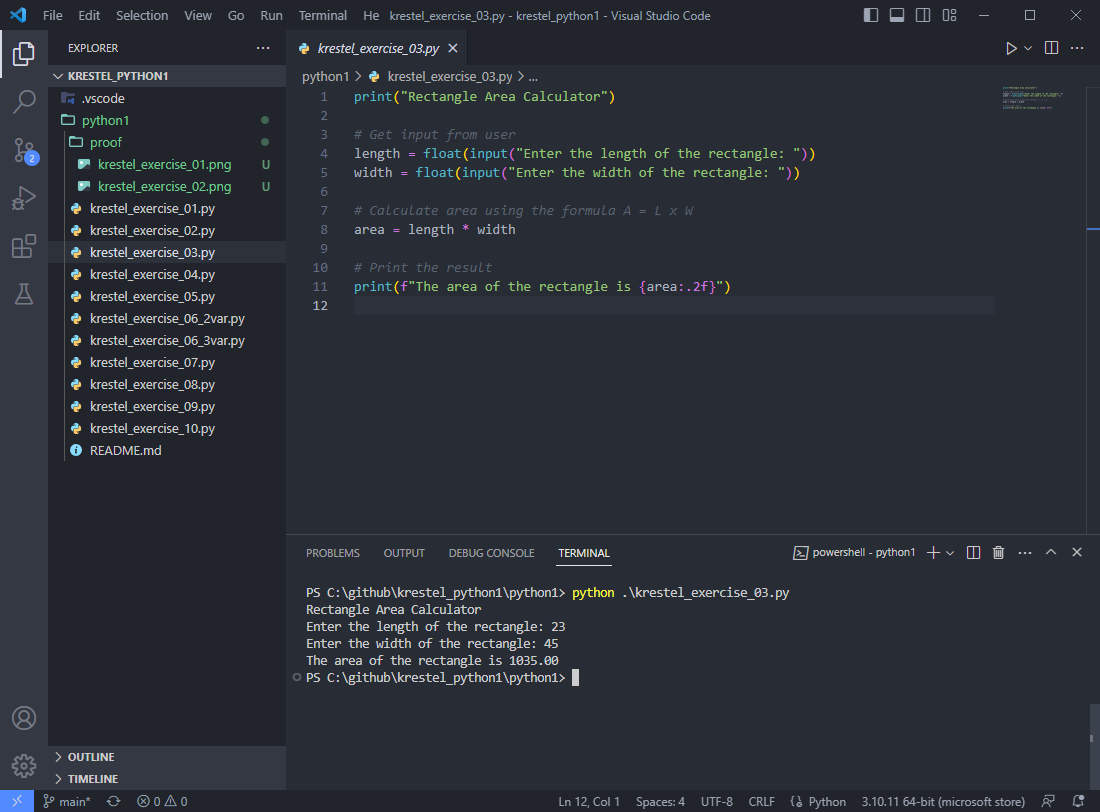 File Edit Selection View Go Run Terminal He krestel_exercise_03.py - krestel_python1 - Visual Studio Code
EXPLORER
KRESTEL_PYTHON1
.vscode
python1
proof
krestel_exercise_01.png U
krestel_exercise_02.png U
krestel_exercise_01.py
krestel_exercise_02.py
krestel_exercise_03.py
krestel_exercise_04.py
krestel_exercise_05.py
krestel_exercise_06_2var.py
krestel_exercise_06_3var.py
krestel_exercise_07.py
krestel_exercise_08.py
krestel_exercise_09.py
krestel_exercise_10.py
README.md
OUTLINE
TIMELINE
2
krestel_exercise_03.py
python1 > krestel_exercise_03.py > ...
1 print("Rectangle Area Calculator")
2
3 # Get input from user
4 length = float(input("Enter the length of the rectangle: "))
5 width = float(input("Enter the width of the rectangle: "))
6
7 # Calculate area using the formula A = L x W
8 area = length * width
9
10 # Print the result
11 print(f"The area of the rectangle is {area:.2f}")
12
PROBLEMS OUTPUT DEBUG CONSOLE TERMINAL powershell - python1
PS C:\github\krestel_python1\python1> python .\krestel_exercise_03.py
Rectangle Area Calculator
Enter the length of the rectangle: 23
Enter the width of the rectangle: 45
The area of the rectangle is 1035.00
PS C:\github\krestel_python1\python1>
main* 0 0 Ln 12, Col 1 Spaces: 4 UTF-8 CRLF Python 3.10.11 64-bit (microsoft store)